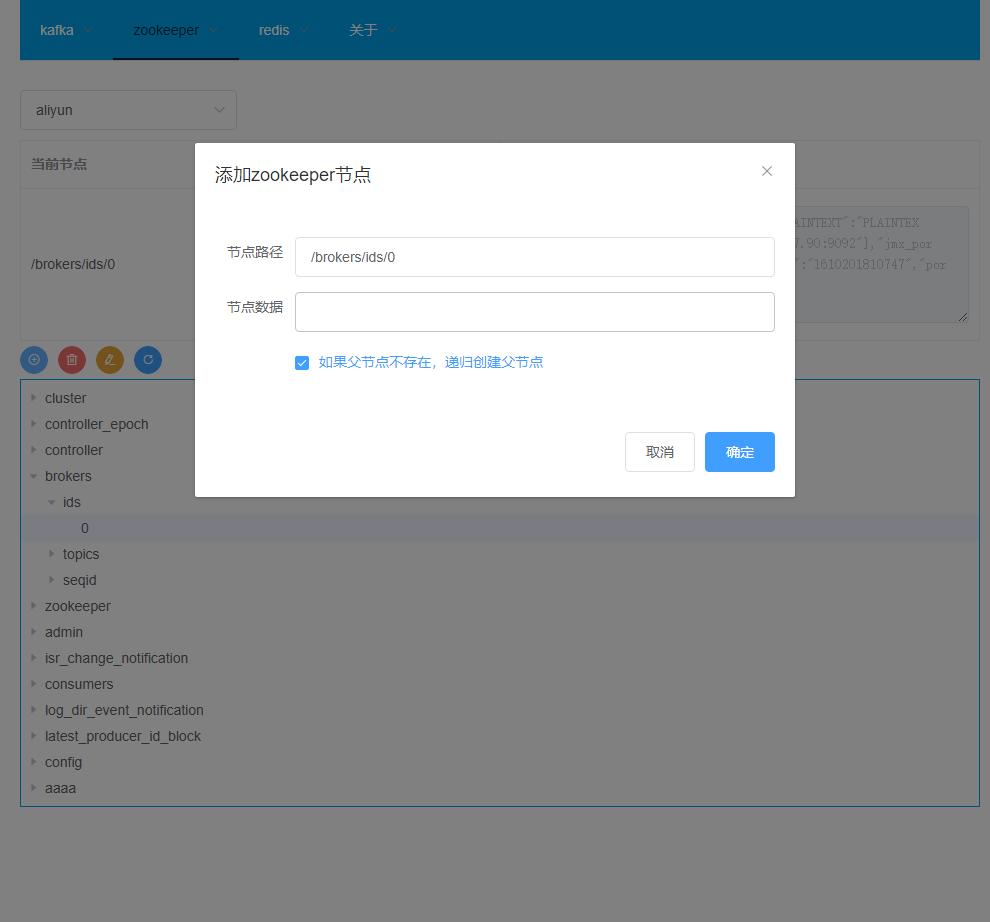 kafka zookeeper redis 关于
aliyun
添加zookeeper节点
当前节点
节点路径 /brokers/ids/0
AINTEXT":"PLAINTEX
7.90:9092"],"jmx_por
":"1610201810747","por
/brokers/ids/0
节点数据
如果父节点不存在，递归创建父节点
取消 确定
cluster
controller_epoch
controller
brokers
ids
0
topics
seqid
zookeeper
admin
isr_change_notification
consumers
log_dir_event_notification
latest_producer_id_block
config
aaaa